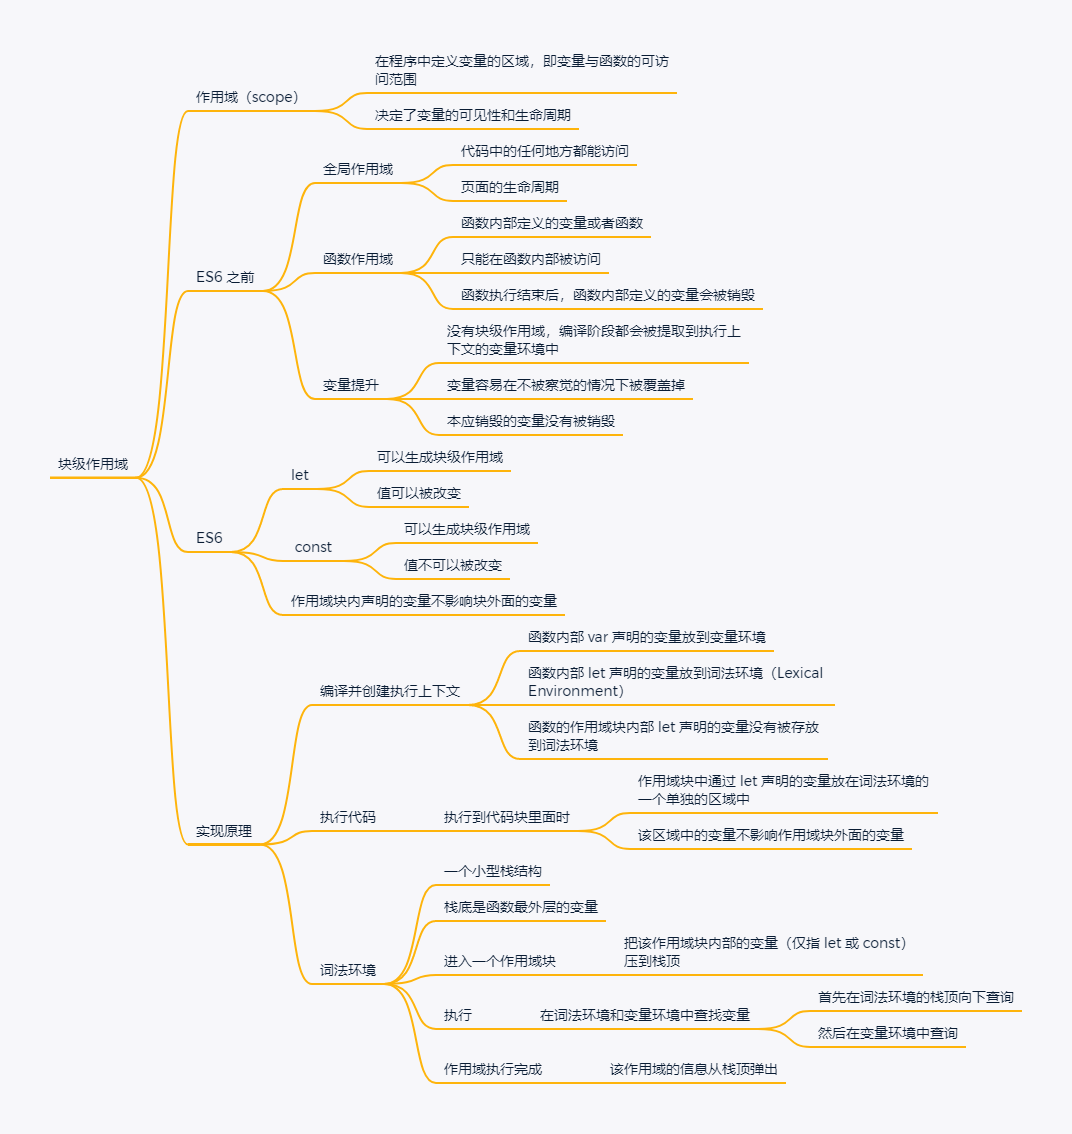 块级作用域
作用域（scope）
在程序中定义变量的区域，即变量与函数的可访
问范围
决定了变量的可见性和生命周期
ES6 之前
全局作用域
代码中的任何地方都能访问
页面的生命周期
函数作用域
函数内部定义的变量或者函数
只能在函数内部被访问
函数执行结束后，函数内部定义的变量会被销毁
变量提升
没有块级作用域，编译阶段都会被提取到执行上
下文的变量环境中
变量容易在不被察觉的情况下被覆盖掉
本应销毁的变量没有被销毁
ES6
let
可以生成块级作用域
值可以被改变
const
可以生成块级作用域
值不可以被改变
作用域块内声明的变量不影响块外面的变量
实现原理
编译并创建执行上下文
函数内部 var 声明的变量放到变量环境
函数内部 let 声明的变量放到词法环境（Lexical
Environment）
函数的作用域块内部 let 声明的变量没有被存放
到词法环境
执行代码
执行到代码块里面时
作用域块中通过 let 声明的变量放在词法环境的
一个单独的区域中
该区域中的变量不影响作用域块外面的变量
词法环境
一个小型栈结构
栈底是函数最外层的变量
进入一个作用域块
把该作用域块内部的变量（仅指 let 或 const）
压到栈顶
执行
在词法环境和变量环境中查找变量
首先在词法环境的栈顶向下查询
然后在变量环境中查询
作用域执行完成
该作用域的信息从栈顶弹出